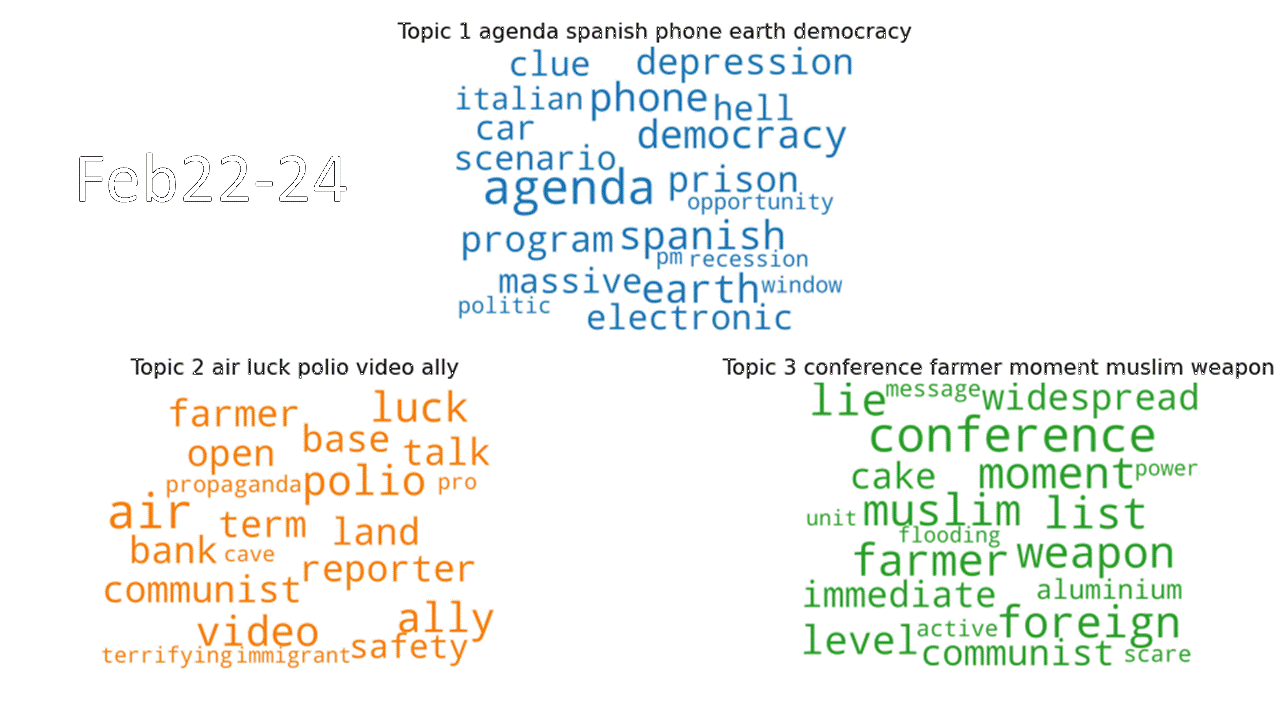 Topic 1 agenda spanish phone earth democracy
clue depression
italian phone hell
car democracy
scenario
agenda prison
opportunity
program spanish
pm recession
massive earth window
politic electronic
Feb22-24
Topic 2 air luck polio video ally
farmer luck
open base talk
propaganda polio pro
air term land
bank cave reporter
communist
video ally
terrifying immigrant safety
Topic 3 conference farmer moment muslim weapon
lie message widespread
conference
cake moment power
unit muslim list
flooding
farmer weapon
immediate aluminium
level active foreign
communist scare